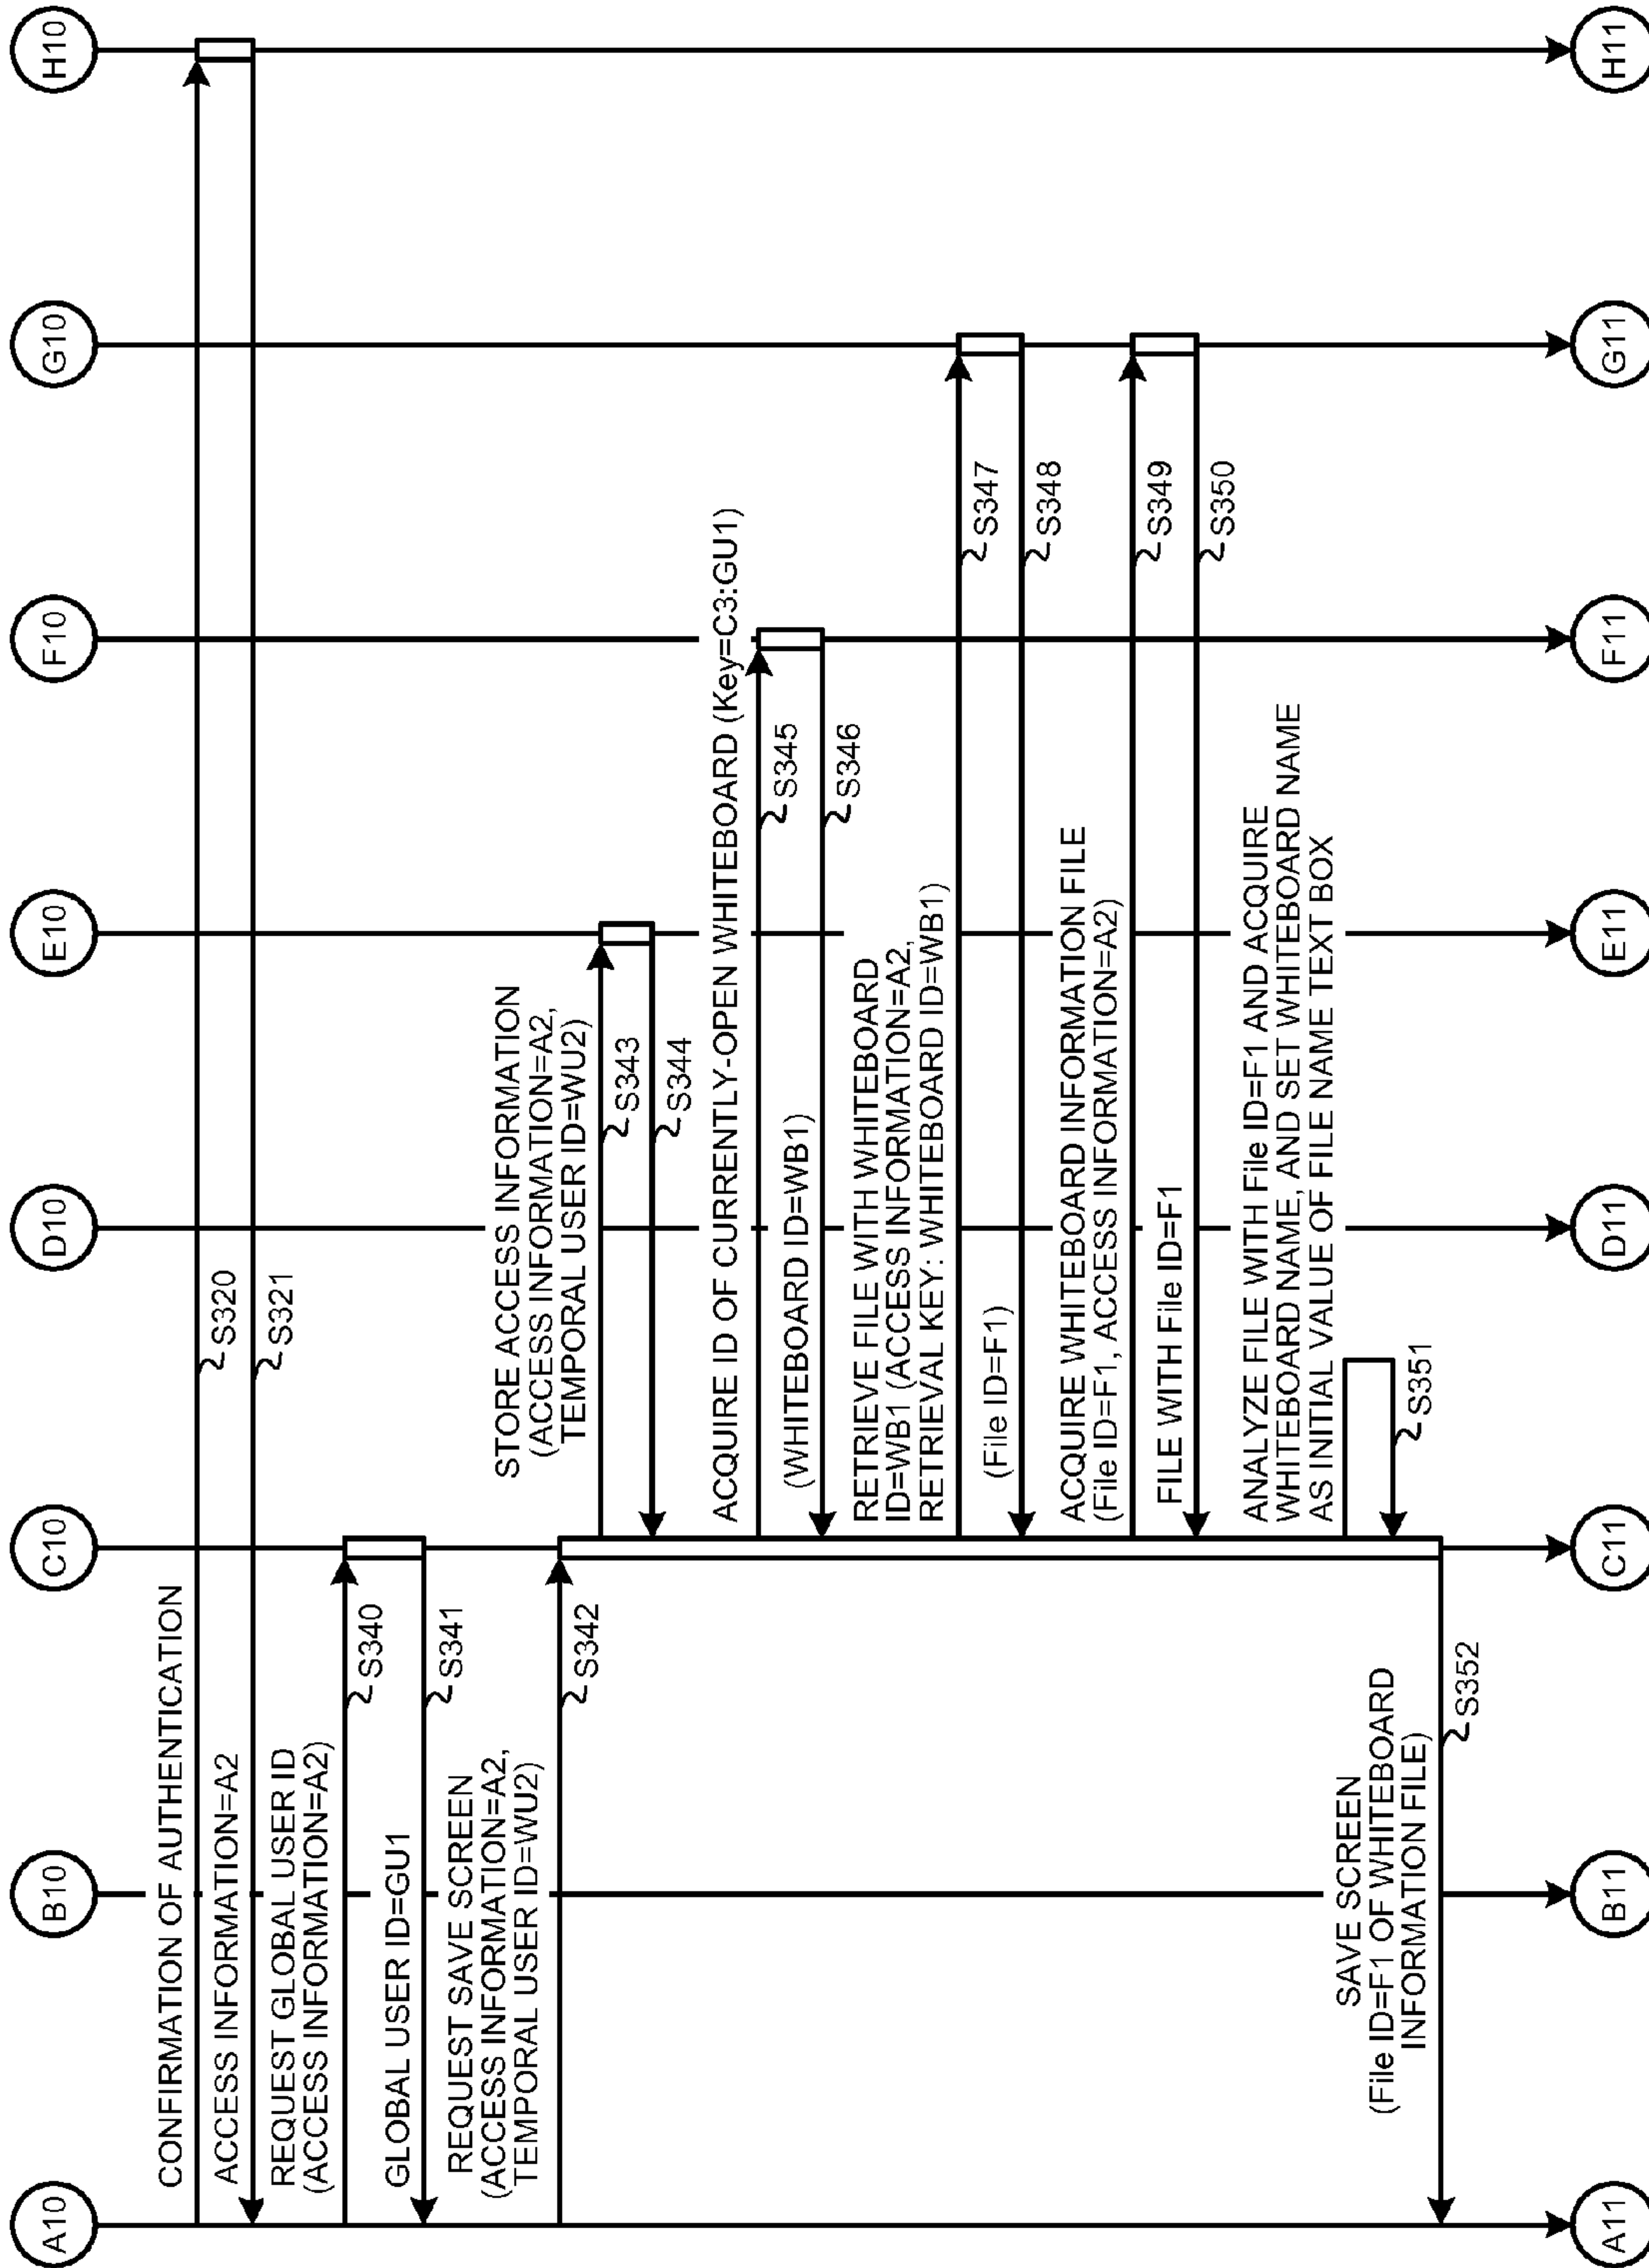 A10
B10
C10
D10
E10
F10
G10
H10
CONFIRMATION OF AUTHENTICATION
S320
ACCESS INFORMATION=A2
S321
REQUEST GLOBAL USER ID
(ACCESS INFORMATION=A2)
S340
GLOBAL USER ID=GU1
S341
REQUEST SAVE SCREEN
(ACCESS INFORMATION=A2,
TEMPORAL USER ID=WU2)
S342
STORE ACCESS INFORMATION
(ACCESS INFORMATION=A2,
TEMPORAL USER ID=WU2)
S343
S344
ACQUIRE ID OF CURRENTLY-OPEN WHITEBOARD (Key=C3:GU1)
S345
(WHITEBOARD ID=WB1)
S346
RETRIEVE FILE WITH WHITEBOARD
ID=WB1 (ACCESS INFORMATION=A2,
RETRIEVAL KEY: WHITEBOARD ID=WB1)
S347
(File ID=F1)
S348
ACQUIRE WHITEBOARD INFORMATION FILE
(File ID=F1, ACCESS INFORMATION=A2)
S349
FILE WITH File ID=F1
S350
ANALYZE FILE WITH File ID=F1 AND ACQUIRE
WHITEBOARD NAME, AND SET WHITEBOARD NAME
AS INITIAL VALUE OF FILE NAME TEXT BOX
S351
SAVE SCREEN
(File ID=F1 OF WHITEBOARD
INFORMATION FILE)
S352
A11
B11
C11
D11
E11
F11
G11
H11